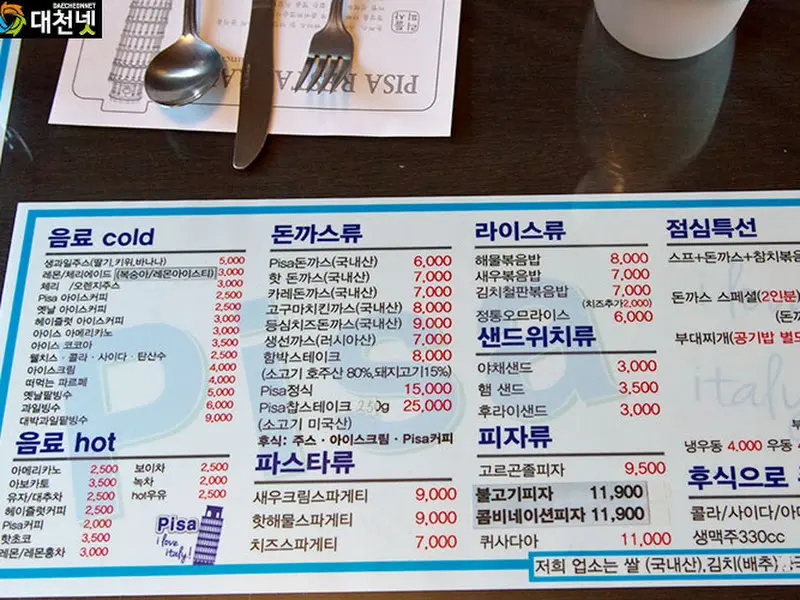 DAECHEONNET
대천넷
PISA RESTAURAN
음료 cold
생과일주스(딸기,키위,바나나) 5,000
레몬/체리에이드 (복숭아/레몬아이스티) 3,000
체리 /오렌지주스 3,000
Pisa 아이스커피 2,500
옛날 아이스커피 2,500
헤이즐럿 아이스커피 3,000
아이스 아메리카노 3,000
아이스 코코아 3,500
웰치스 · 콜라 · 사이다 · 탄산수 2,500
아이스크림 4,000
떠먹는 파르페 4,000
옛날팥빙수 5,000
과일빙수 6,000
대박과일팥빙수 9,000
음료 hot
아메리카노 2,500 보이차 2,500
아보카토 3,500 녹차 2,000
유자/대추차 2,500 hot우유 2,500
헤이즐럿커피 2,500
Pisa커피 2,000
핫초코 3,500
레몬/레몬홍차 3,000
Pisa
i love
italy!
돈까스류
Pisa돈까스(국내산) 6,000
핫 돈까스(국내산) 7,000
카레돈까스(국내산) 7,000
고구마치킨까스(국내산) 8,000
등심치즈돈까스(국내산) 9,000
생선까스(러시아산) 7,000
함박스테이크 8,000
(소고기 호주산 80%,돼지고기15%)
Pisa정식 15,000
Pisa찹스테이크 250g 25,000
(소고기 미국산)
후식: 주스 · 아이스크림 · Pisa커피
파스타류
새우크림스파게티 9,000
핫해물스파게티 9,000
치즈스파게티 7,000
라이스류
해물볶음밥 8,000
새우볶음밥 7,000
김치철판볶음밥 7,000
(치즈추가2,000)
정통오므라이스 6,000
샌드위치류
야채샌드 3,000
햄 샌드 3,500
후라이샌드 3,000
피자류
고르곤졸피자 9,500
불고기피자 11,900
콤비네이션피자 11,900
퀴사다아 11,000
점심특선
스프+돈까스+참치볶음
돈까스 스페셜(2인분)
(돈까
부대찌개(공기밥 별도
냉우동 4,000 우동
후식으로
콜라/사이다/아
생맥주330cc
저희 업소는 쌀 (국내산),김치(배추)
pisa
i love
italy